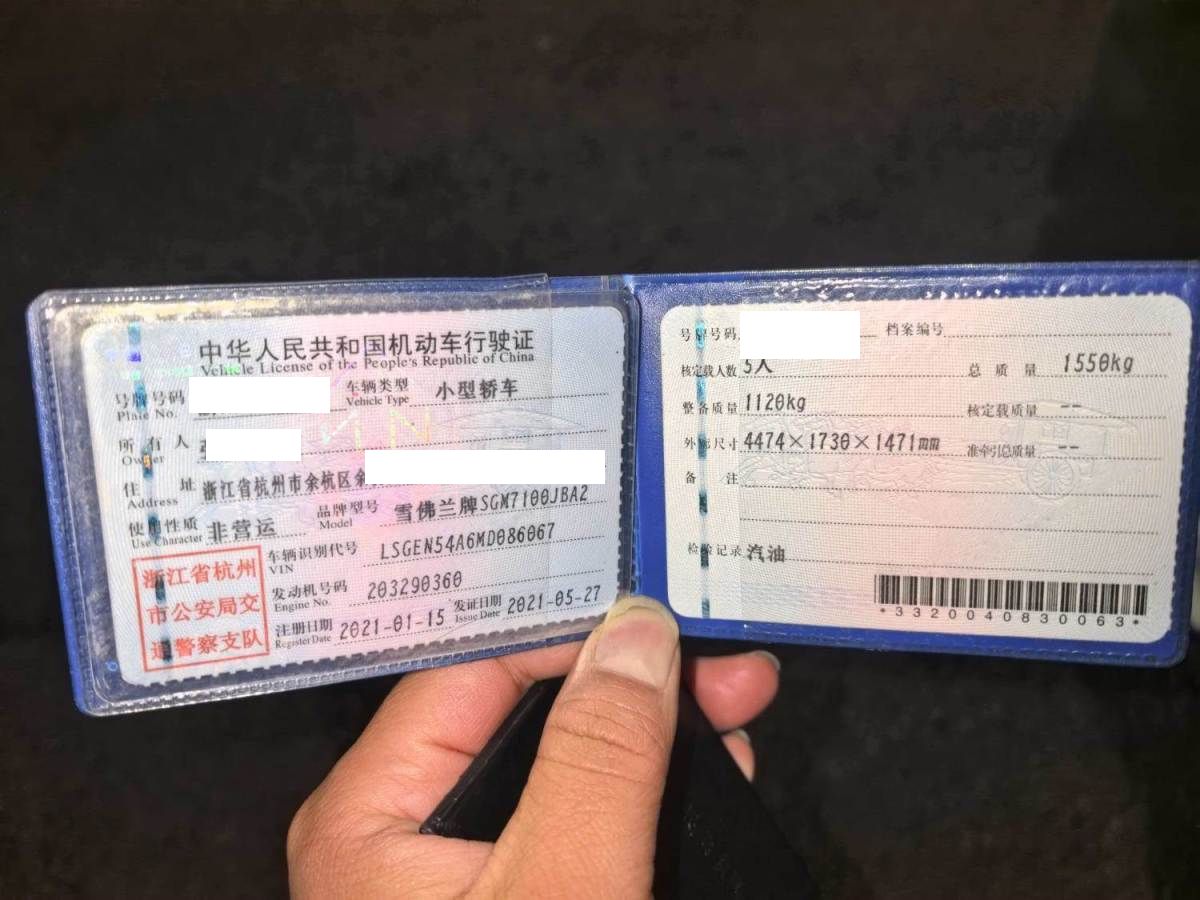 中华人民共和国机动车行驶证
Vehicle License of the People's Republic of China
号牌号码
Plate No.
车辆类型
Vehicle Type
小型轿车
所有人
Owner
住址
Address
浙江省杭州市余杭区余
使用性质
Use Character
非营运
品牌型号
Model
雪佛兰牌SGM7100JBA2
车辆识别代号
VIN
LSGEN54A6MD086067
发动机号码
Engine No.
203290360
注册日期
Register Date
2021-01-15
发证日期
Issue Date
2021-05-27
浙江省杭州
市公安局交
通警察支队
号牌号码
档案编号
核定载人数 5人
总质量 1550kg
整备质量 1120kg
核定载质量 --
外廓尺寸 4474×1730×1471mm
准牵引总质量 --
备注
检验记录 汽油
*3320040830063*